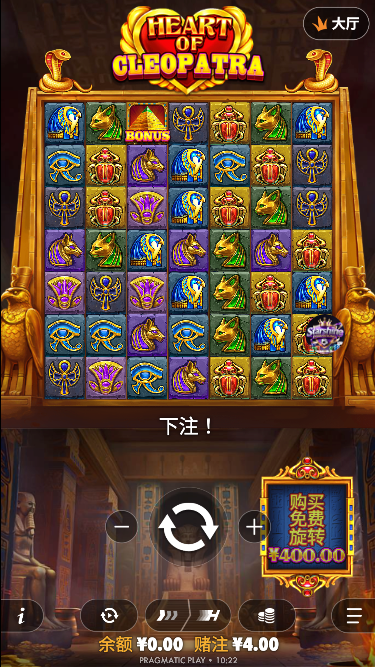 HEART
OF
CLEOPATRA
大厅
BONUS
Starshine
下注！
购买
免费
旋转
¥400.00
余额 ¥0.00 赌注 ¥4.00
PRAGMATIC PLAY • 10:22